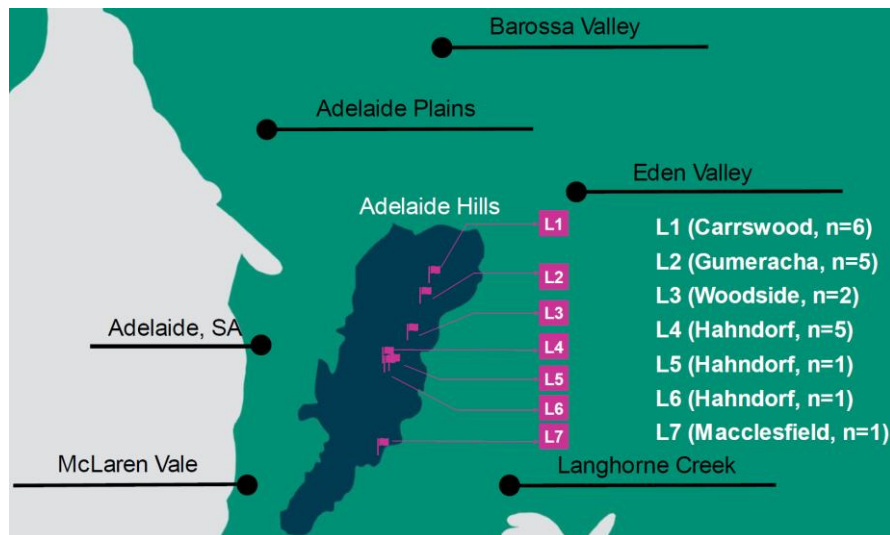 Barossa Valley
Adelaide Plains
Eden Valley
Adelaide Hills
L1
L1 (Carrswood, n=6)
L2
L2 (Gumeracha, n=5)
L3
L3 (Woodside, n=2)
Adelaide, SA
L4
L4 (Hahndorf, n=5)
L5
L5 (Hahndorf, n=1)
L6
L6 (Hahndorf, n=1)
L7
L7 (Macclesfield, n=1)
McLaren Vale
Langhorne Creek